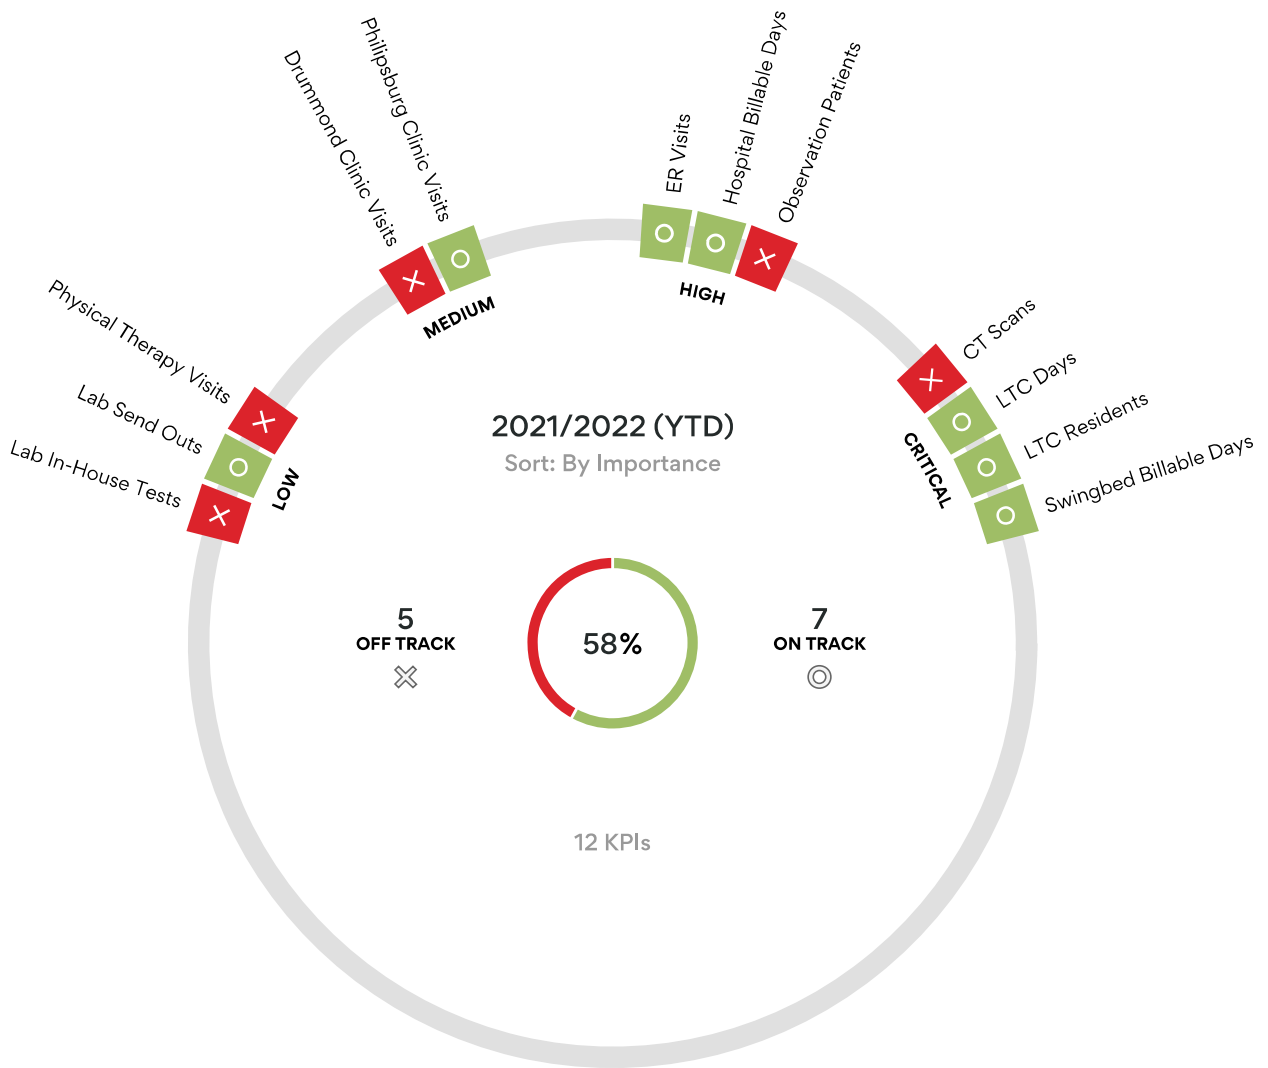 Lab In-House Tests
Lab Send Outs
Physical Therapy Visits
LOW
Drummond Clinic Visits
Philipsburg Clinic Visits
MEDIUM
ER Visits
Hospital Billable Days
Observation Patients
HIGH
CT Scans
LTC Days
LTC Residents
Swingbed Billable Days
CRITICAL
2021/2022 (YTD)
Sort: By Importance
5
OFF TRACK
58%
7
ON TRACK
12 KPIs